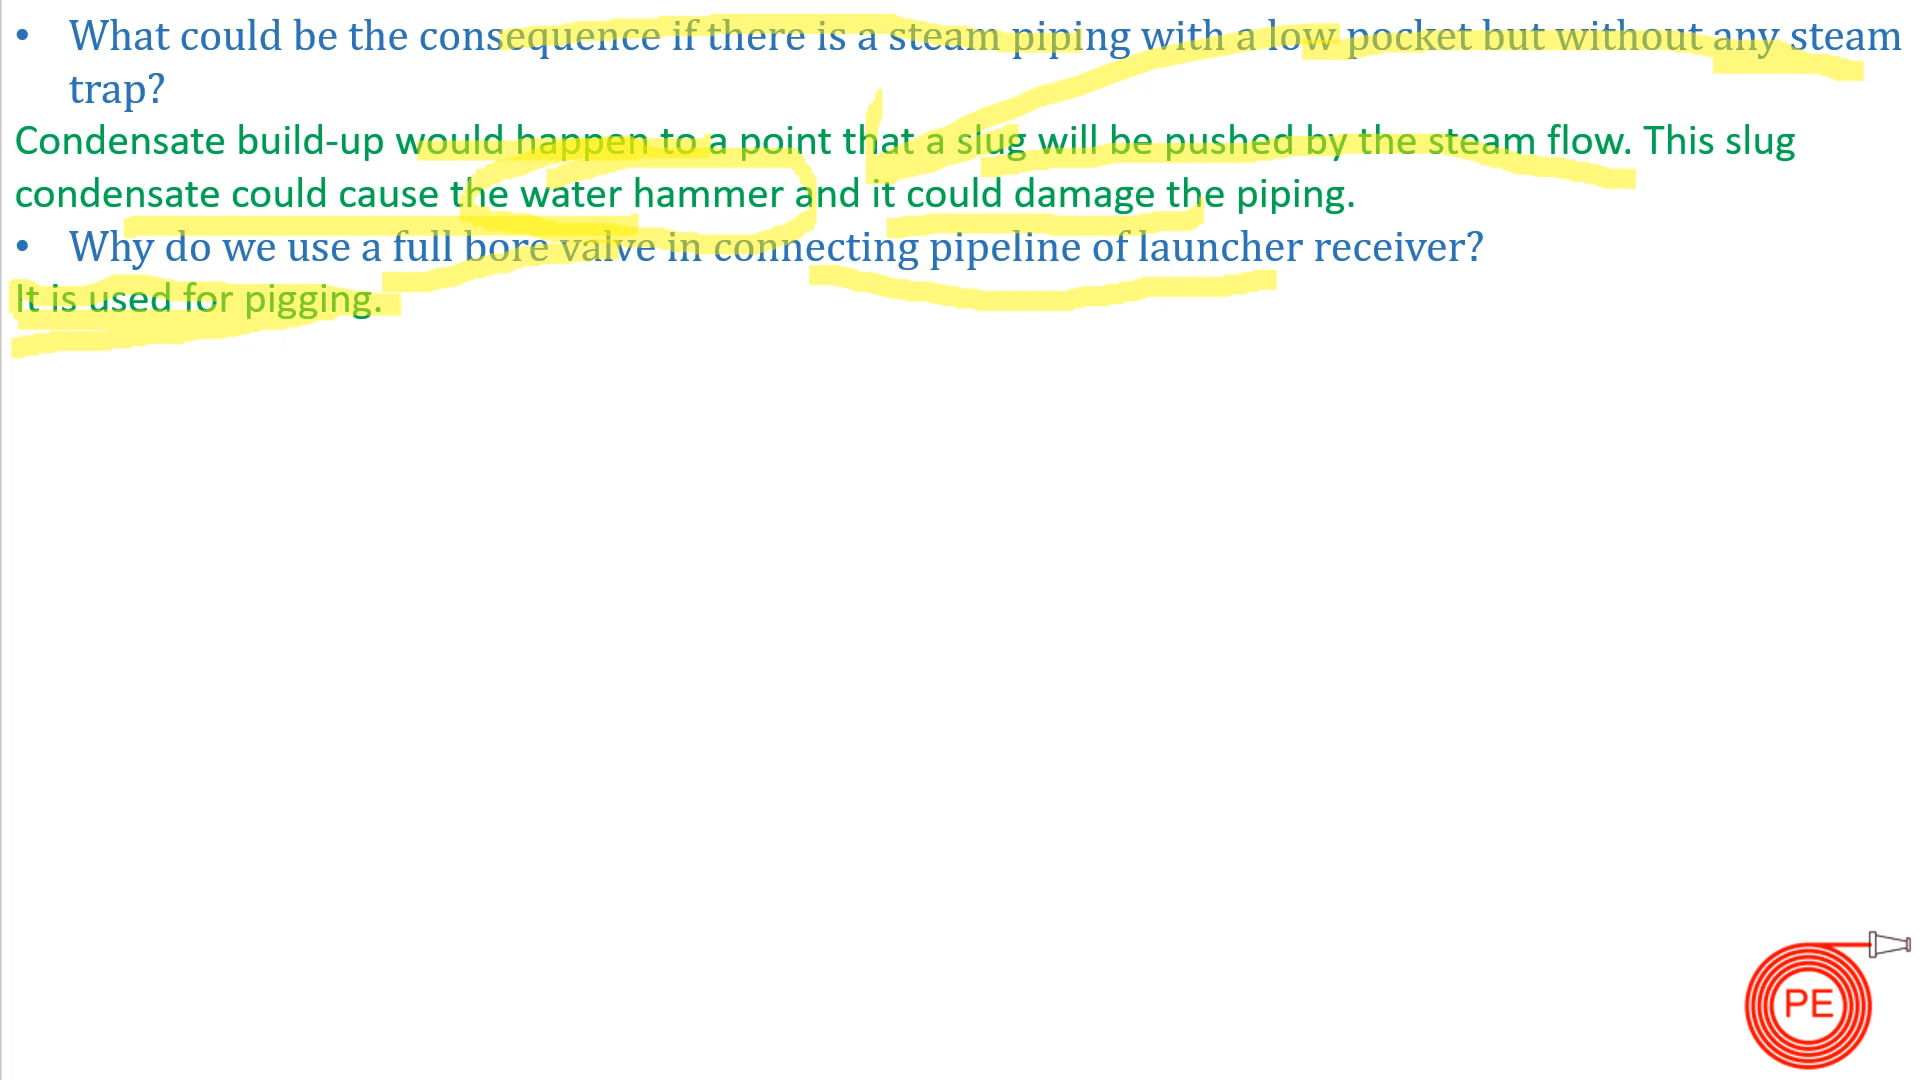 • What could be the consequence if there is a steam piping with a low pocket but without any steam
trap?
Condensate build-up would happen to a point that a slug will be pushed by the steam flow. This slug
condensate could cause the water hammer and it could damage the piping.
• Why do we use a full bore valve in connecting pipeline of launcher receiver?
It is used for pigging.
PE